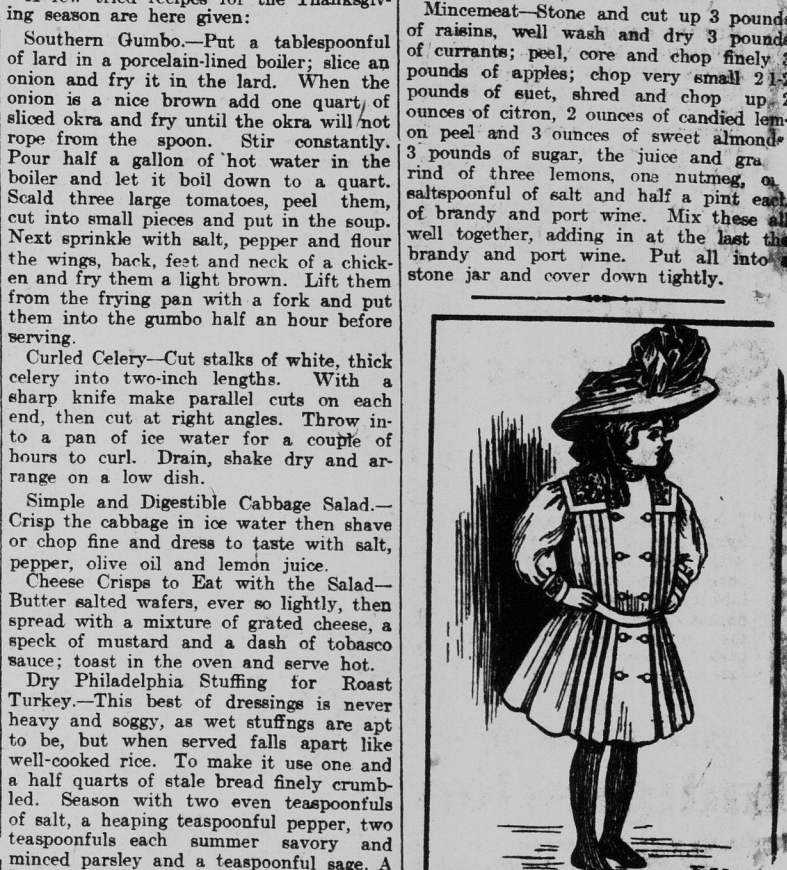 ing season are here given:
Southern Gumbo.—Put a tablespoonful
of lard in a porcelain-lined boiler; slice an
onion and fry it in the lard. When the
onion is a nice brown add one quart of
sliced okra and fry until the okra will not
rope from the spoon. Stir constantly.
Pour half a gallon of hot water in the
boiler and let it boil down to a quart.
Scald three large tomatoes, peel them,
cut into small pieces and put in the soup.
Next sprinkle with salt, pepper and flour
the wings, back, feet and neck of a chick-
en and fry them a light brown. Lift them
from the frying pan with a fork and put
them into the gumbo half an hour before
serving.
Curled Celery—Cut stalks of white, thick
celery into two-inch lengths. With a
sharp knife make parallel cuts on each
end, then cut at right angles. Throw in-
to a pan of ice water for a couple of
hours to curl. Drain, shake dry and ar-
range on a low dish.
Simple and Digestible Cabbage Salad.—
Crisp the cabbage in ice water then shave
or chop fine and dress to taste with salt,
pepper, olive oil and lemon juice.
Cheese Crisps to Eat with the Salad—
Butter salted wafers, ever so lightly, then
spread with a mixture of grated cheese, a
speck of mustard and a dash of tobasco
sauce; toast in the oven and serve hot.
Dry Philadelphia Stuffing for Roast
Turkey.—This best of dressings is never
heavy and soggy, as wet stuffngs are apt
to be, but when served falls apart like
well-cooked rice. To make it use one and
a half quarts of stale bread finely crumb-
led. Season with two even teaspoonfuls
of salt, a heaping teaspoonful pepper, two
teaspoonfuls each summer savory and
minced parsley and a teaspoonful sage. A
Mincemeat—Stone and cut up 3 pounds
of raisins, well wash and dry 3 pounds
of currants; peel, core and chop finely 3
pounds of apples; chop very small 2 1-2
pounds of suet, shred and chop up 2
ounces of citron, 2 ounces of candied lem-
on peel and 3 ounces of sweet almonds
3 pounds of sugar, the juice and
rind of three lemons, one nutmeg,
saltspoonful of salt and half a pint each
of brandy and port wine. Mix these all
well together, adding in at the last the
brandy and port wine. Put all into a
stone jar and cover down tightly.